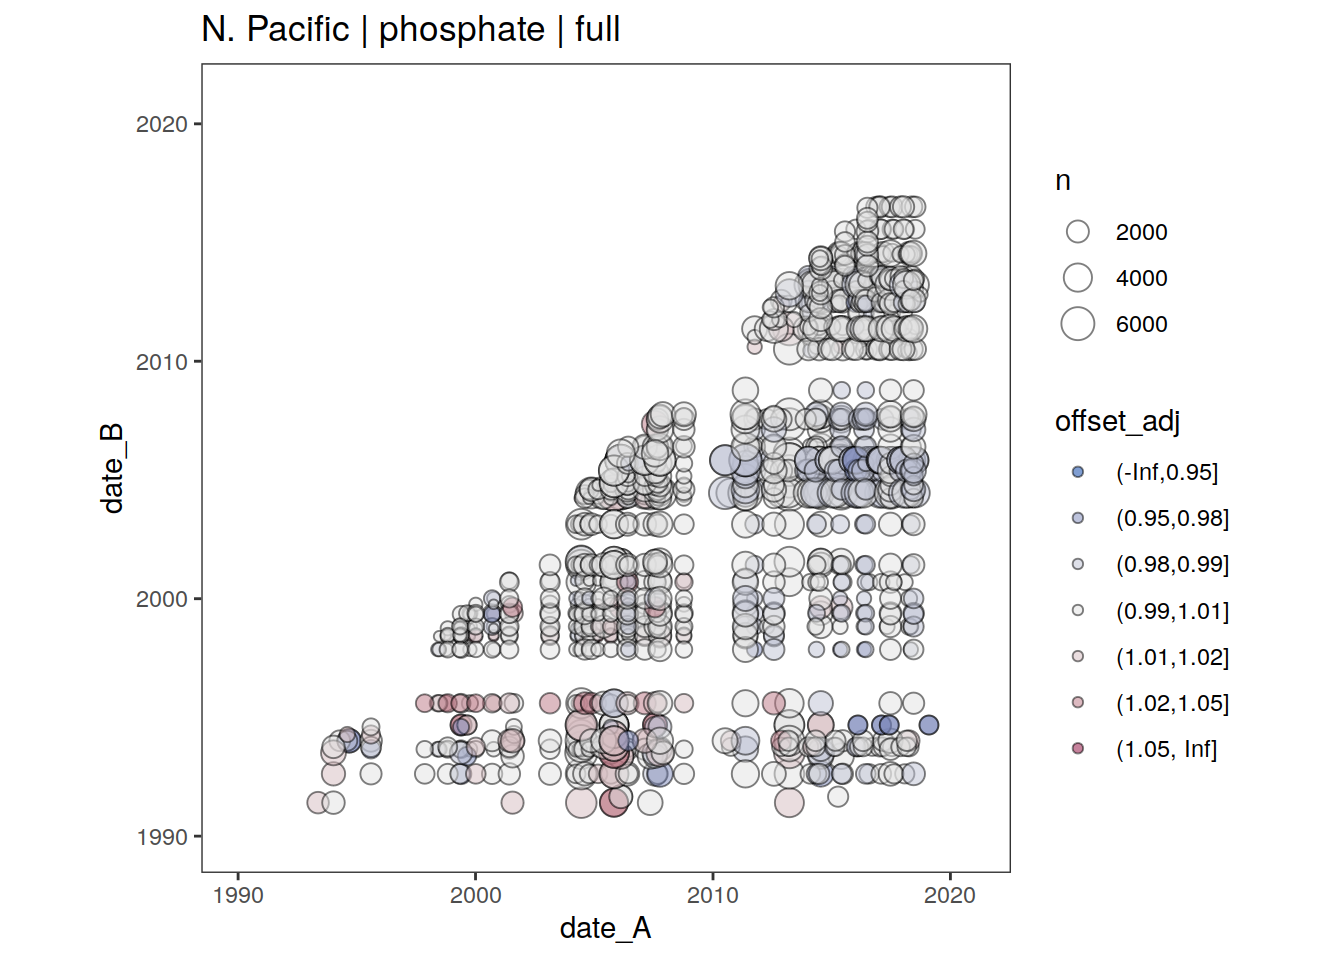 N. Pacific | phosphate | full
2020
2010
2000
1990
date_B
1990
2000
2010
2020
date_A
n
2000
4000
6000
offset_adj
(-Inf,0.95]
(0.95,0.98]
(0.98,0.99]
(0.99,1.01]
(1.01,1.02]
(1.02,1.05]
(1.05, Inf]